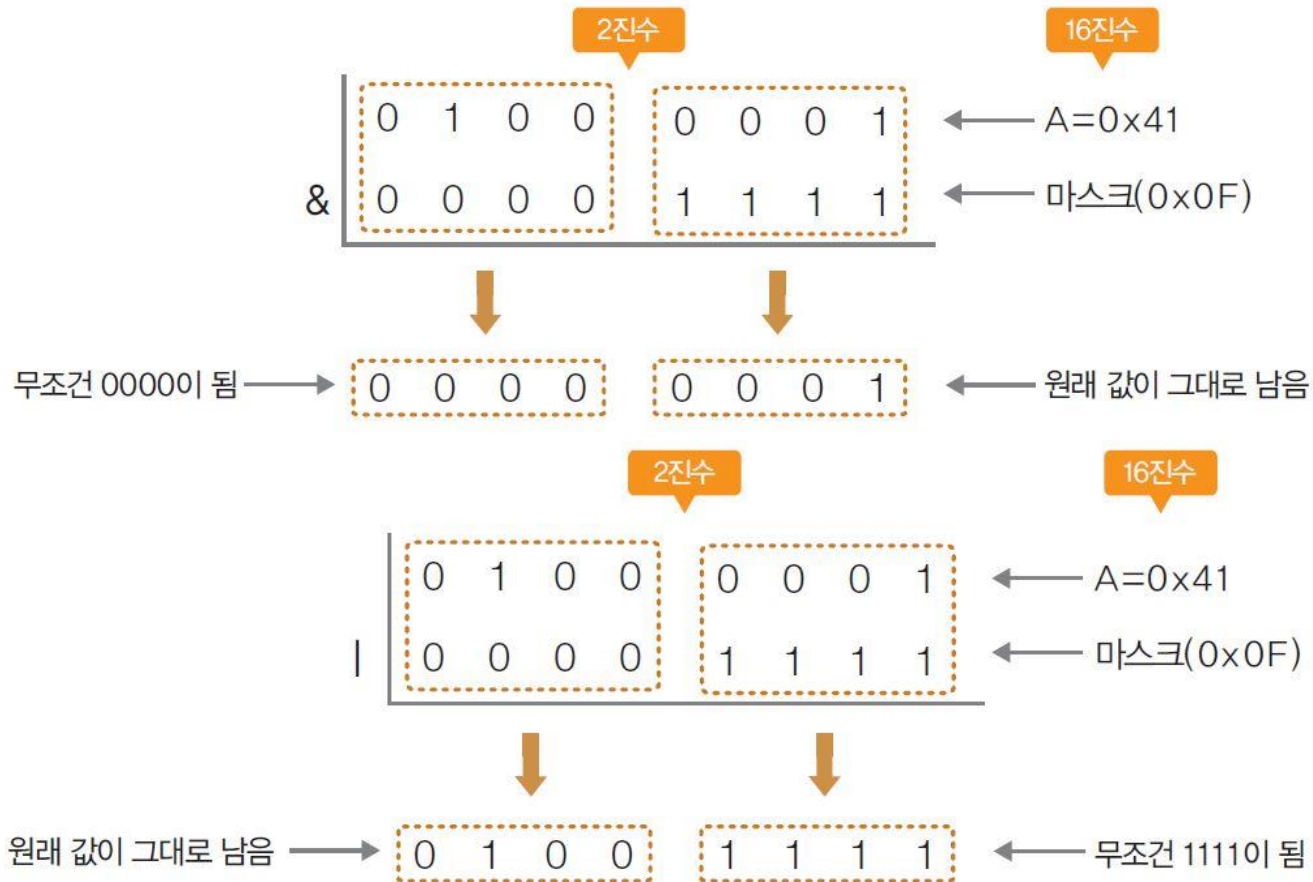 2진수 16진수
0 1 0 0 0 0 0 1 A=0x41
& 0 0 0 0 1 1 1 1 마스크(0x0F)
무조건 0000이 됨 0 0 0 0 0 0 0 1 원래 값이 그대로 남음
2진수 16진수
0 1 0 0 0 0 0 1 A=0x41
| 0 0 0 0 1 1 1 1 마스크(0x0F)
원래 값이 그대로 남음 0 1 0 0 1 1 1 1 무조건 1111이 됨